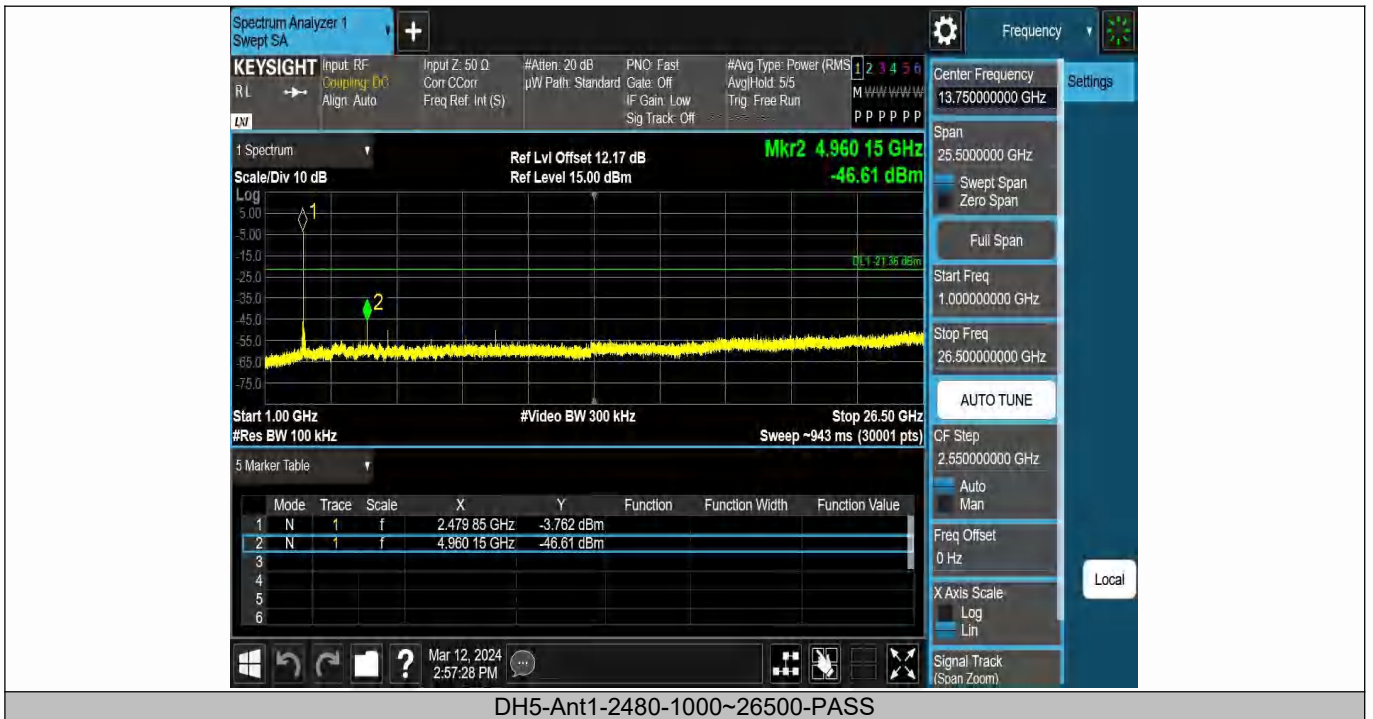 Spectrum Analyzer 1
Swept SA
+
Frequency
KEYSIGHT
RL
LXI
Input: RF
Coupling: DC
Align: Auto
Input Z: 50 Ω
Corr CCorr
Freq Ref: Int (S)
#Atten: 20 dB
µW Path: Standard
PNO: Fast
Gate: Off
IF Gain: Low
Sig Track: Off
#Avg Type: Power (RMS
Avg|Hold: 5/5
Trig: Free Run
1 2 3 4 5 6
M W W W W W
P P P P P P
1 Spectrum
Scale/Div 10 dB
Log
Ref Lvl Offset 12.17 dB
Ref Level 15.00 dBm
Mkr2 4.960 15 GHz
-46.61 dBm
5.00
-5.00
-15.0
-25.0
-35.0
-45.0
-55.0
-65.0
-75.0
1
2
DL1 -21.36 dBm
Start 1.00 GHz
#Video BW 300 kHz
Stop 26.50 GHz
#Res BW 100 kHz
Sweep ~943 ms (30001 pts)
5 Marker Table
Mode Trace Scale X Y Function Function Width Function Value
1 N 1 f 2.479 85 GHz -3.762 dBm
2 N 1 f 4.960 15 GHz -46.61 dBm
3
4
5
6
?
Mar 12, 2024
2:57:28 PM
Center Frequency
13.750000000 GHz
Settings
Span
25.5000000 GHz
Swept Span
Zero Span
Full Span
Start Freq
1.000000000 GHz
Stop Freq
26.500000000 GHz
AUTO TUNE
CF Step
2.550000000 GHz
Auto
Man
Freq Offset
0 Hz
X Axis Scale
Log
Lin
Local
Signal Track
(Span Zoom)
DH5-Ant1-2480-1000~26500-PASS